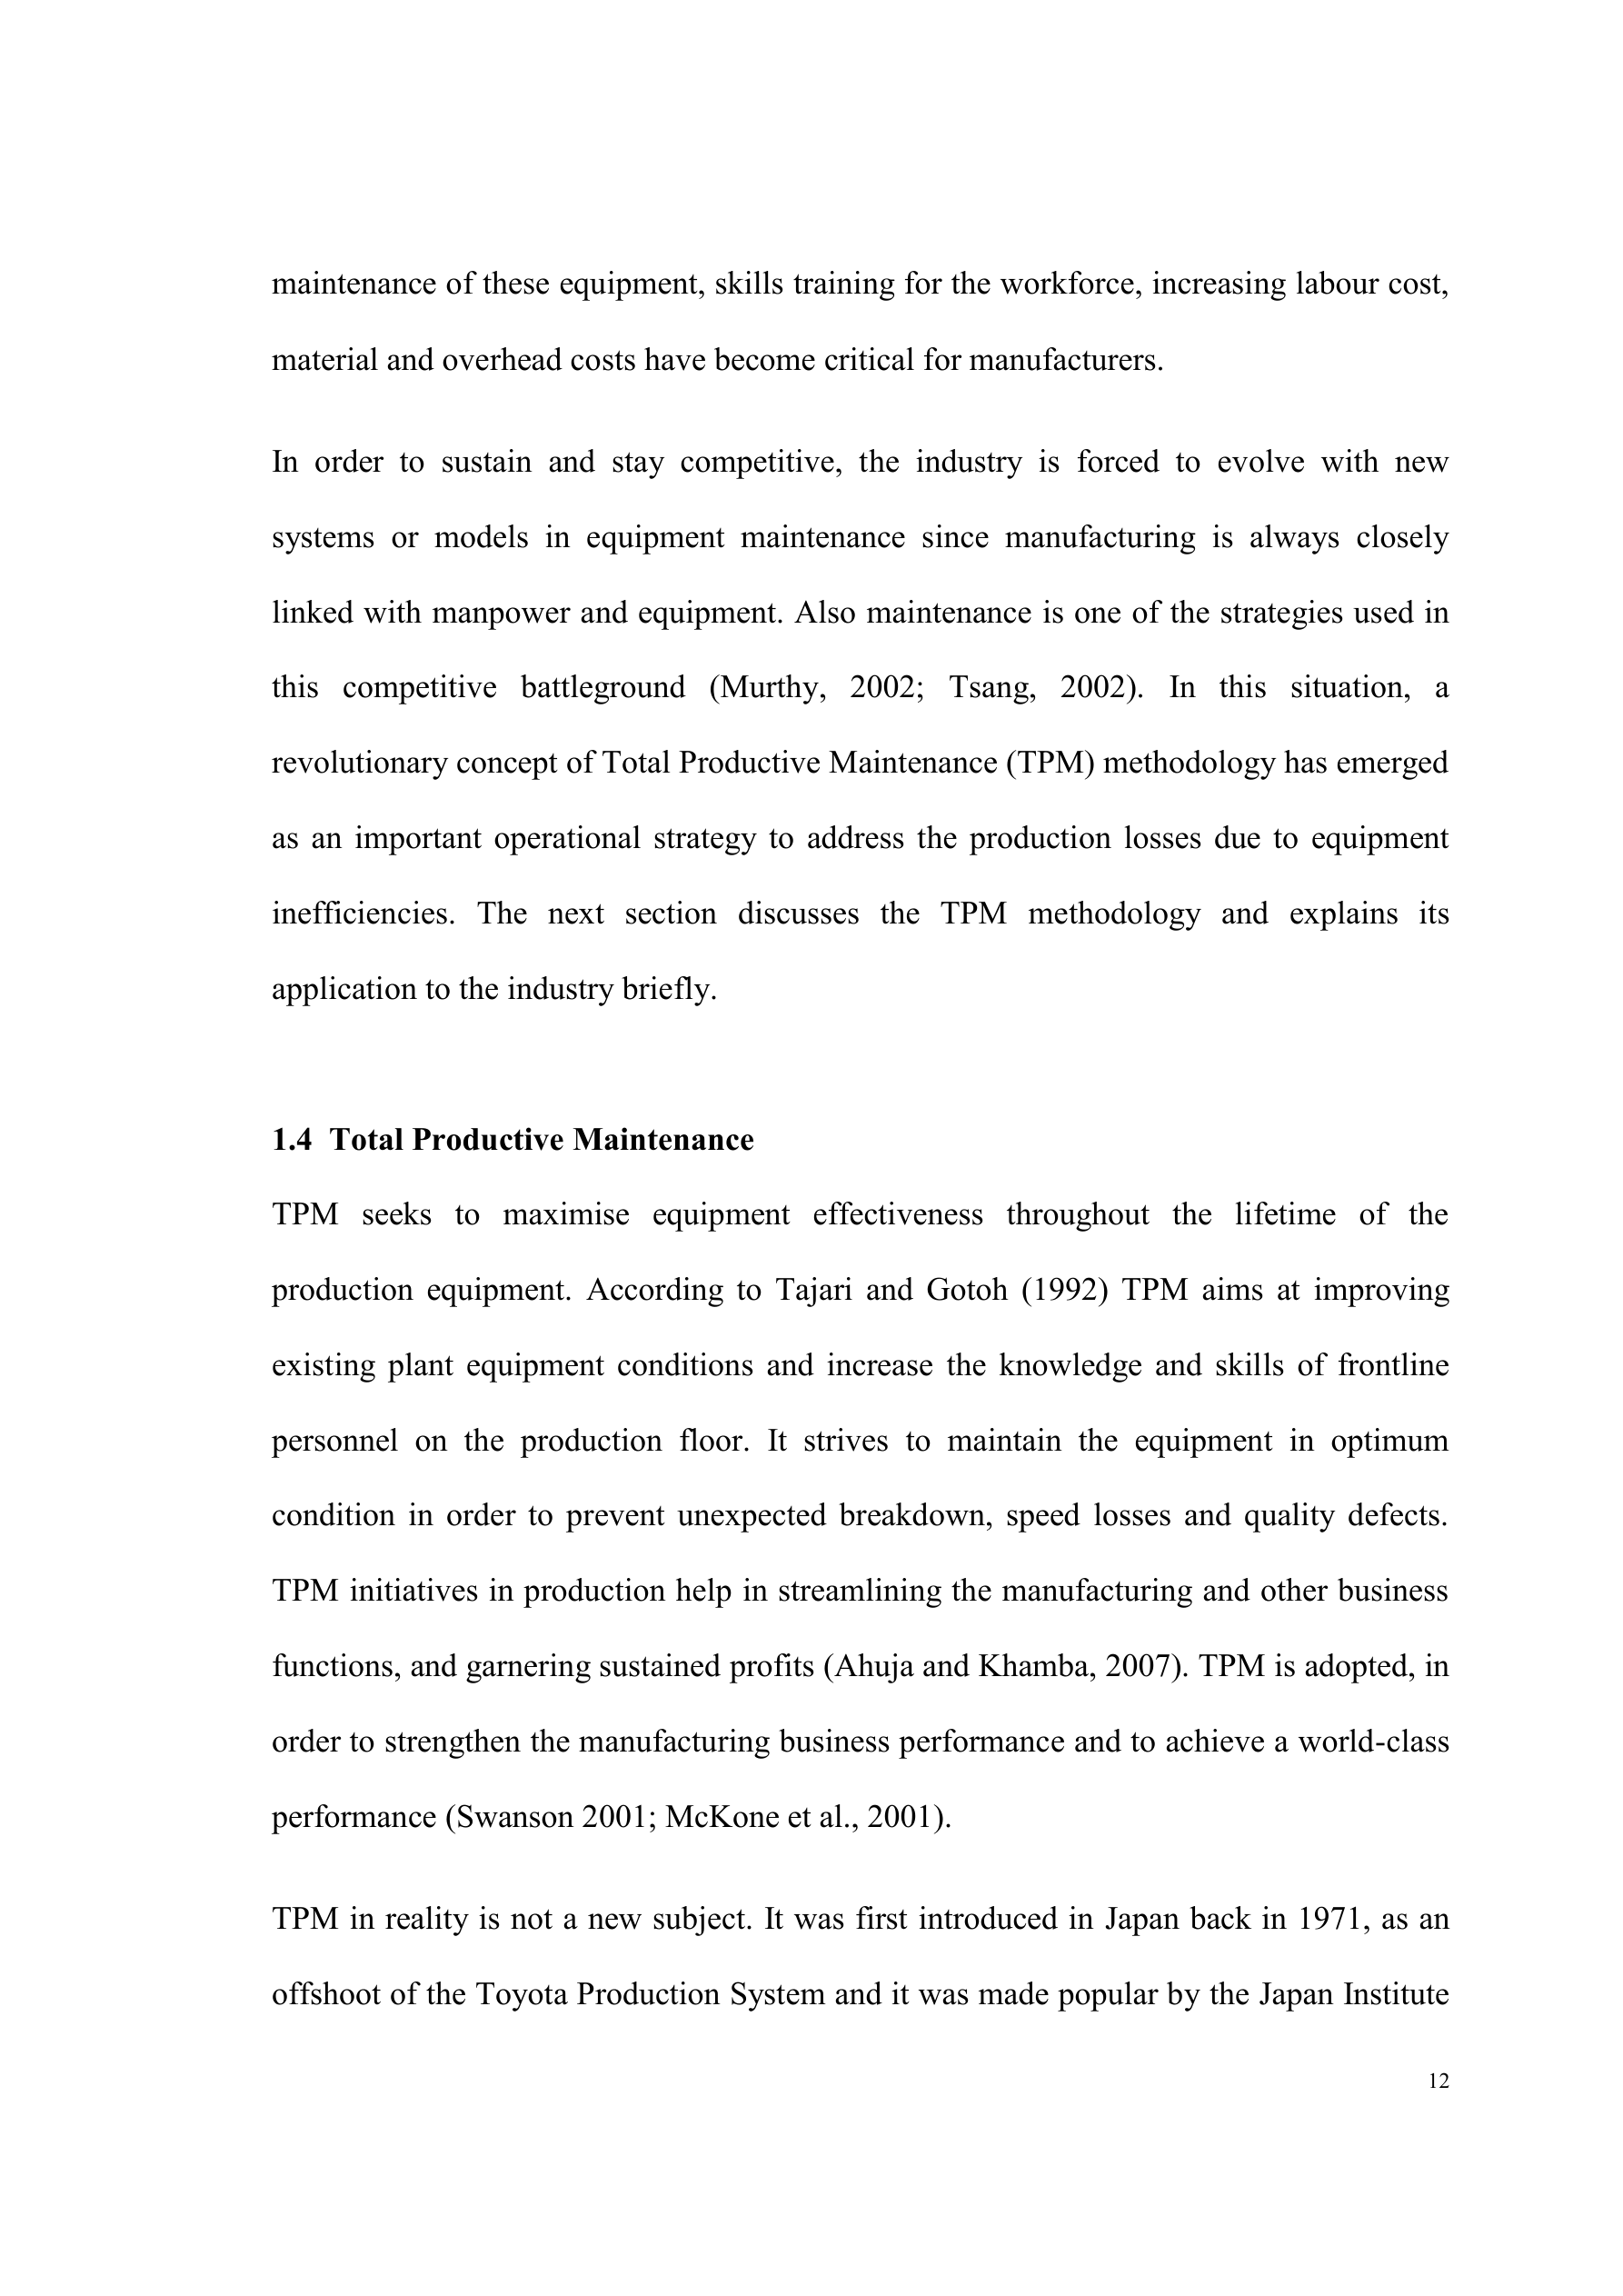 maintenance of these equipment, skills training for the workforce, increasing labour cost,
material and overhead costs have become critical for manufacturers.
In order to sustain and stay competitive, the industry is forced to evolve with new
systems or models in equipment maintenance since manufacturing is always closely
linked with manpower and equipment. Also maintenance is one of the strategies used in
this competitive battleground (Murthy, 2002; Tsang, 2002). In this situation, a
revolutionary concept of Total Productive Maintenance (TPM) methodology has emerged
as an important operational strategy to address the production losses due to equipment
inefficiencies. The next section discusses the TPM methodology and explains its
application to the industry briefly.
1.4 Total Productive Maintenance
TPM seeks to maximise equipment effectiveness throughout the lifetime of the
production equipment. According to Tajari and Gotoh (1992) TPM aims at improving
existing plant equipment conditions and increase the knowledge and skills of frontline
personnel on the production floor. It strives to maintain the equipment in optimum
condition in order to prevent unexpected breakdown, speed losses and quality defects.
TPM initiatives in production help in streamlining the manufacturing and other business
functions, and garnering sustained profits (Ahuja and Khamba, 2007). TPM is adopted, in
order to strengthen the manufacturing business performance and to achieve a world-class
performance (Swanson 2001; McKone et al., 2001).
TPM in reality is not a new subject. It was first introduced in Japan back in 1971, as an
offshoot of the Toyota Production System and it was made popular by the Japan Institute
12